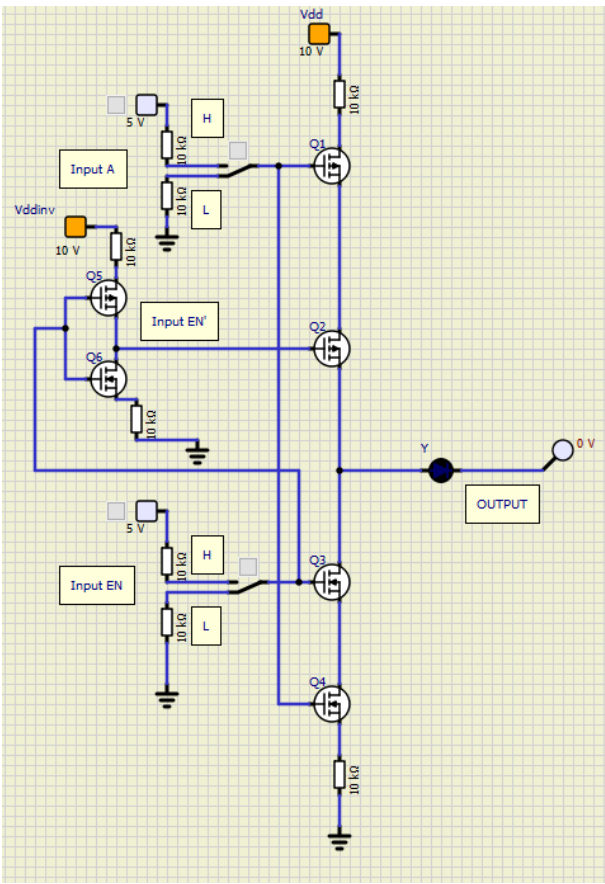 Vdd
10 V
10 kΩ
5 V
H
10 kΩ
Q1
Input A
10 kΩ
L
Vddinv
10 V
10 kΩ
Q5
Input EN'
Q2
Q6
10 kΩ
Y
0 V
OUTPUT
5 V
H
10 kΩ
Q3
Input EN
10 kΩ
L
Q4
10 kΩ